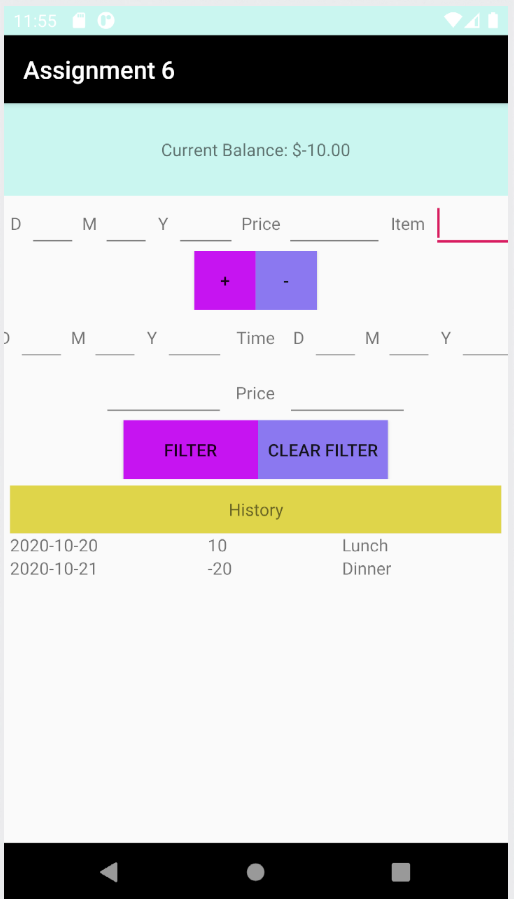 11:55
Assignment 6
Current Balance: $-10.00
D M Y Price Item
+ -
D M Y Time D M Y
Price
FILTER CLEAR FILTER
History
2020-10-20 10 Lunch
2020-10-21 -20 Dinner